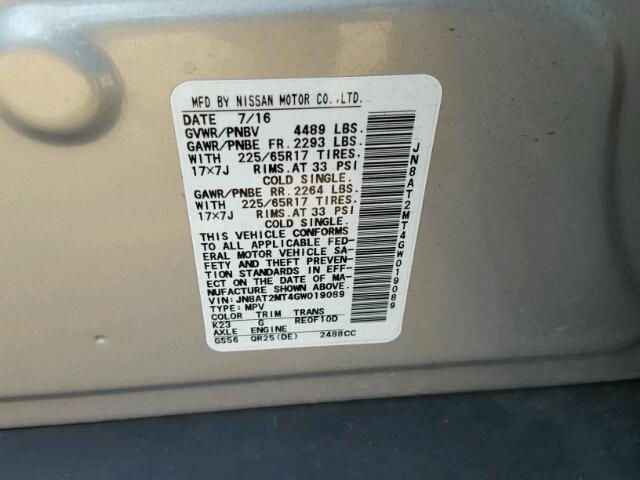 MFD BY NISSAN MOTOR CO.,LTD.
DATE 7/16
GVWR/PNBV 4489 LBS.
GAWR/PNBE FR. 2293 LBS.
WITH 225/65R17 TIRES.
17x7J RIMS.AT 33 PSI
COLD SINGLE.
GAWR/PNBE RR. 2264 LBS.
WITH 225/65R17 TIRES.
17x7J RIMS.AT 33 PSI
COLD SINGLE.
THIS VEHICLE CONFORMS
TO ALL APPLICABLE FED-
ERAL MOTOR VEHICLE SA-
FETY AND THEFT PREVEN-
TION STANDARDS IN EFF-
ECT ON THE DATE OF MA-
NUFACTURE SHOWN ABOVE.
VIN:JN8AT2MT4GW019089
TYPE:MPV
COLOR TRIM TRANS
K23 G RE0F10D
AXLE ENGINE
GS56 QR25(DE) 2488CC
JN8AT2MT4GW019089